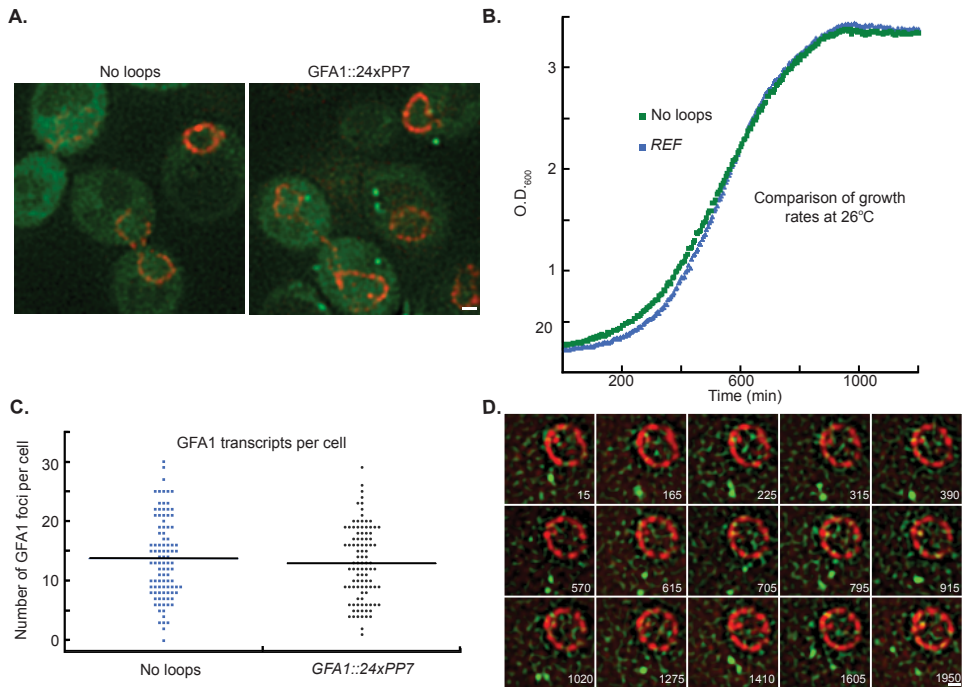 A.
No loops
GFA1::24xPP7
B.
3
2
1
20
O.D.600
No loops
REF
Comparison of growth
rates at 26°C
200
600
1000
Time (min)
C.
GFA1 transcripts per cell
Number of GFA1 foci per cell
30
20
10
0
No loops
GFA1::24xPP7
D.
15
165
225
315
390
570
615
705
795
915
1020
1275
1410
1605
1950